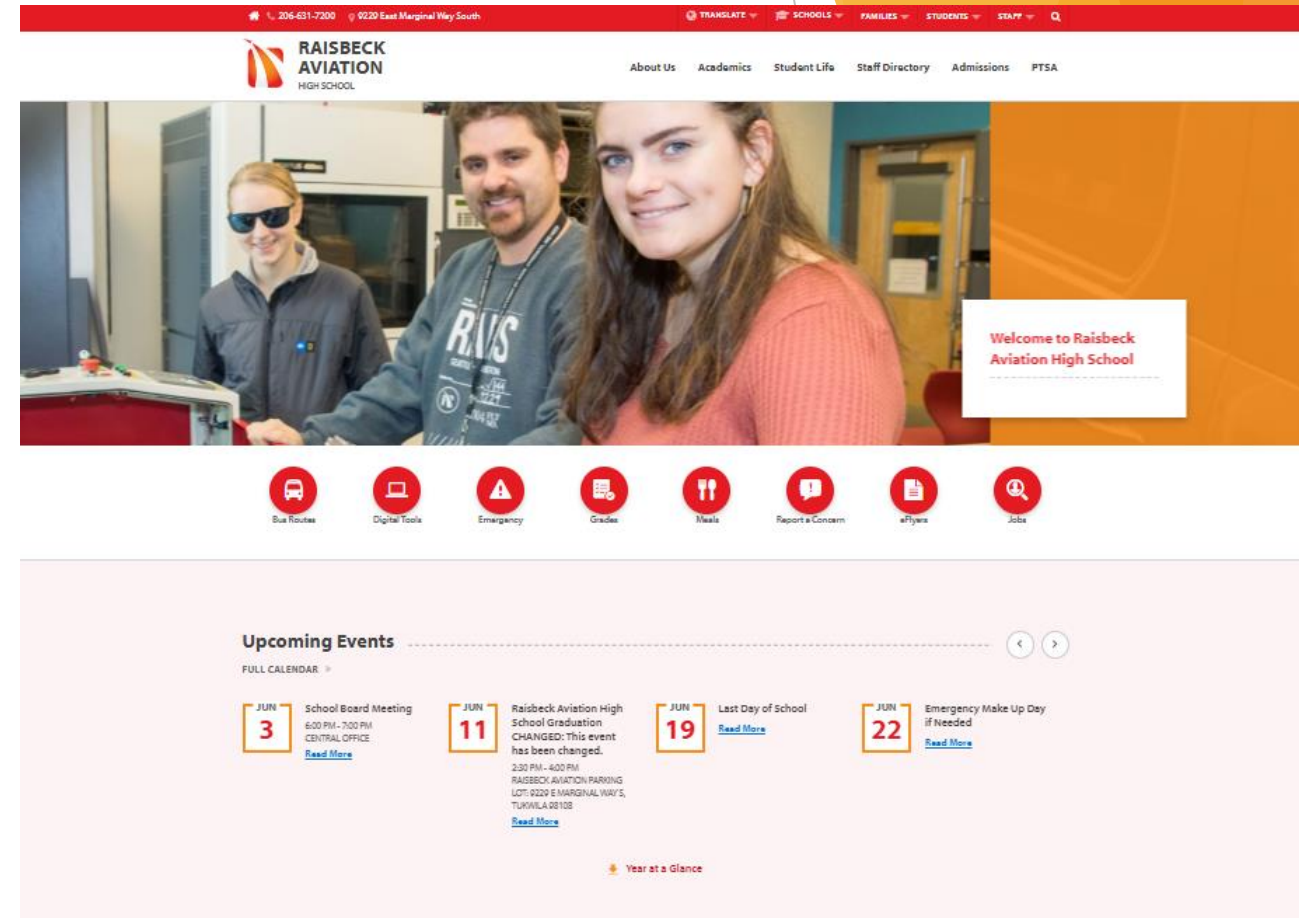 206-631-7200 9229 East Marginal Way South TRANSLATE SCHOOLS FAMILIES STUDENTS STAFF
RAISBECK
AVIATION
HIGH SCHOOL
About Us Academics Student Life Staff Directory Admissions PTSA
RAIS
Welcome to Raisbeck
Aviation High School
Bus Routes Digital Tools Emergency Grades Meals Report a Concern eFlyers Jobs
Upcoming Events
FULL CALENDAR »
JUN
3
School Board Meeting
6:00 PM - 7:00 PM
CENTRAL OFFICE
Read More
JUN
11
Raisbeck Aviation High
School Graduation
CHANGED: This event
has been changed.
2:30 PM - 4:00 PM
RAISBECK AVIATION PARKING
LOT: 9229 E MARGINAL WAY S,
TUKWILA 98108
Read More
JUN
19
Last Day of School
Read More
JUN
22
Emergency Make Up Day
if Needed
Read More
Year at a Glance